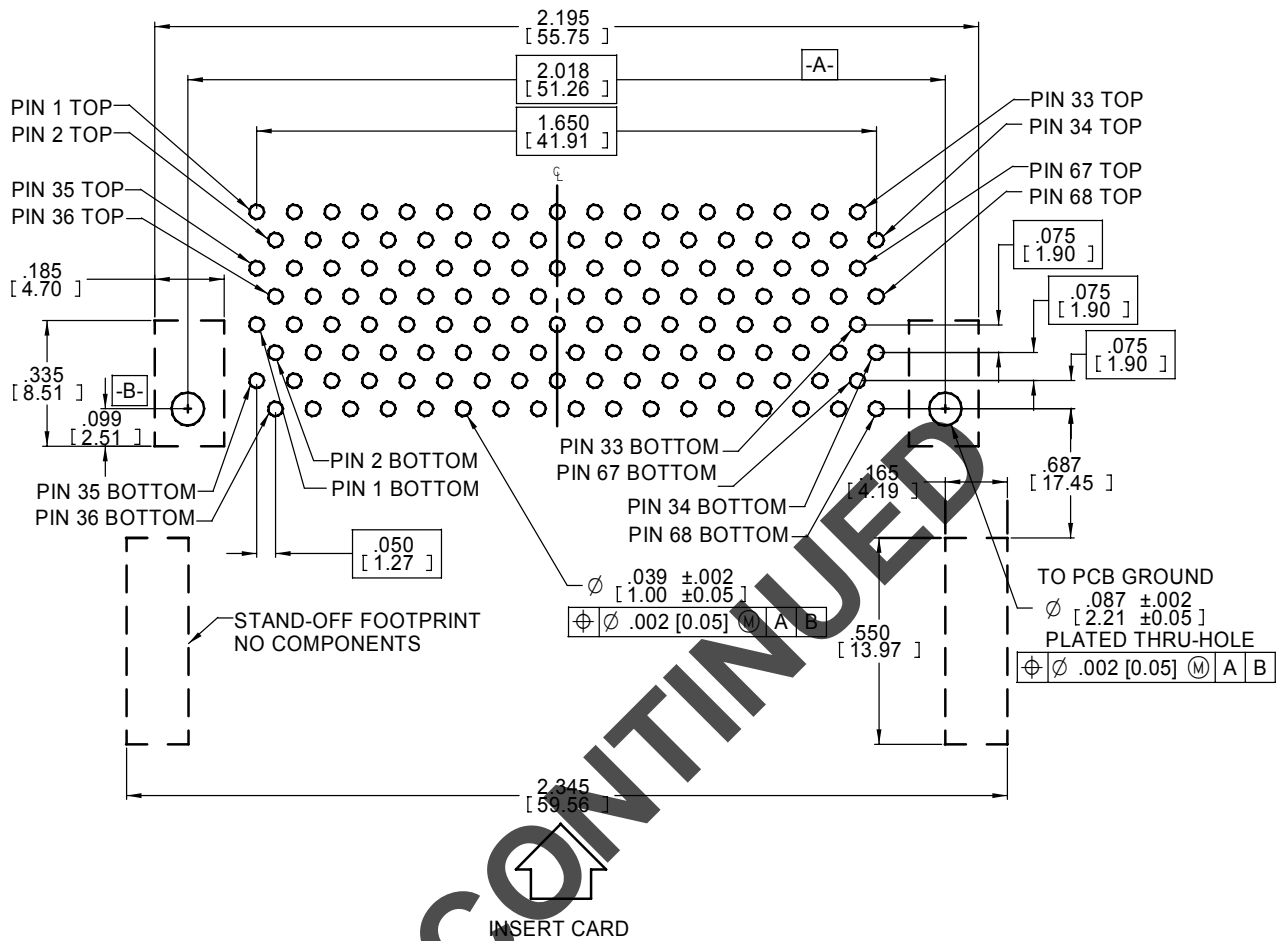 2.195
[ 55.75 ]
2.018
[ 51.26 ]
-A-
1.650
[ 41.91 ]
PIN 1 TOP
PIN 2 TOP
PIN 35 TOP
PIN 36 TOP
PIN 33 TOP
PIN 34 TOP
PIN 67 TOP
PIN 68 TOP
CL
.185
[ 4.70 ]
.075
[ 1.90 ]
.075
[ 1.90 ]
.075
[ 1.90 ]
.335
[ 8.51 ]
-B-
.099
[ 2.51 ]
PIN 2 BOTTOM
PIN 1 BOTTOM
PIN 35 BOTTOM
PIN 36 BOTTOM
PIN 33 BOTTOM
PIN 67 BOTTOM
PIN 34 BOTTOM
PIN 68 BOTTOM
.165
[ 4.19 ]
.687
[ 17.45 ]
.050
[ 1.27 ]
Ø .039 ±.002
[ 1.00 ±0.05 ]
⌖ Ø .002 [0.05] Ⓜ A B
TO PCB GROUND
Ø .087 ±.002
[ 2.21 ±0.05 ]
PLATED THRU-HOLE
⌖ Ø .002 [0.05] Ⓜ A B
STAND-OFF FOOTPRINT
NO COMPONENTS
.550
[ 13.97 ]
2.345
[ 59.56 ]
INSERT CARD
CONTINUED